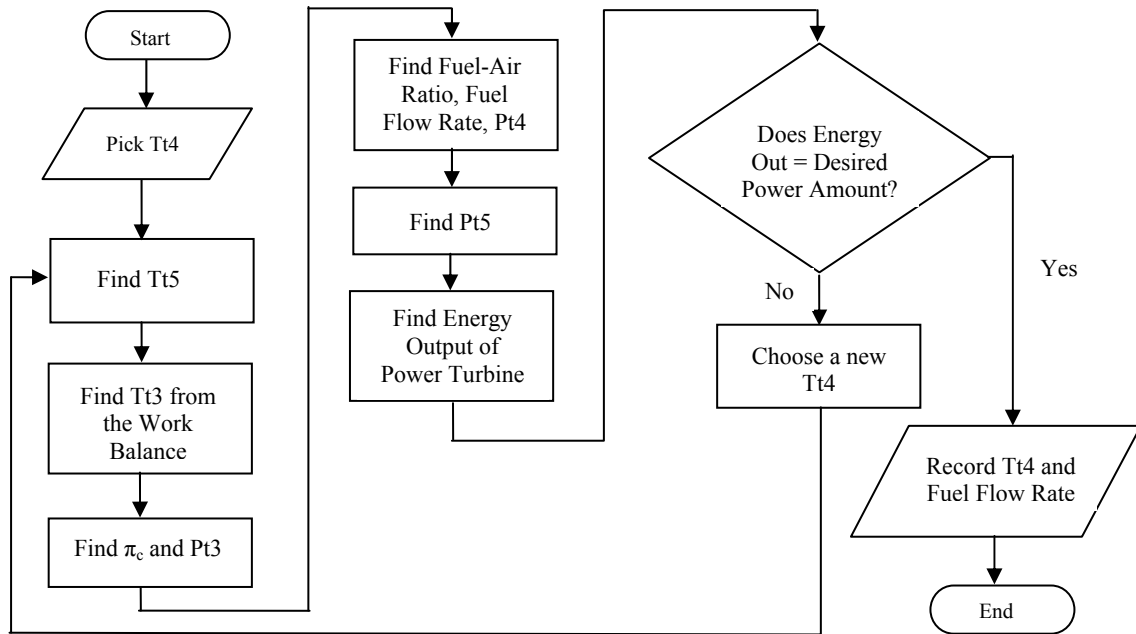 Start
Pick Tt4
Find Tt5
Find Tt3 from
the Work
Balance
Find πc and Pt3
Find Fuel-Air
Ratio, Fuel
Flow Rate, Pt4
Find Pt5
Find Energy
Output of
Power Turbine
Does Energy
Out = Desired
Power Amount?
No
Yes
Choose a new
Tt4
Record Tt4 and
Fuel Flow Rate
End